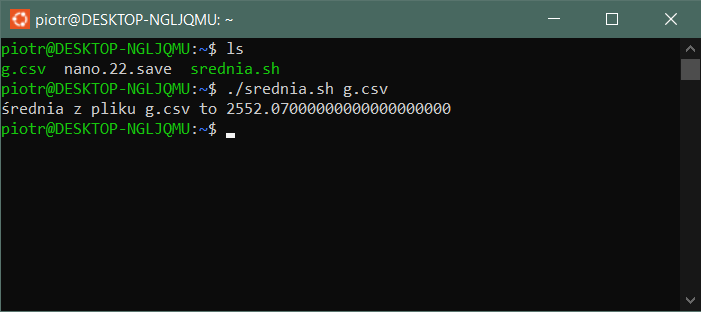 piotr@DESKTOP-NGLJQMU: ~
piotr@DESKTOP-NGLJQMU:~$ ls
g.csv  nano.22.save  srednia.sh
piotr@DESKTOP-NGLJQMU:~$ ./srednia.sh g.csv
średnia z pliku g.csv to 2552.07000000000000000000
piotr@DESKTOP-NGLJQMU:~$